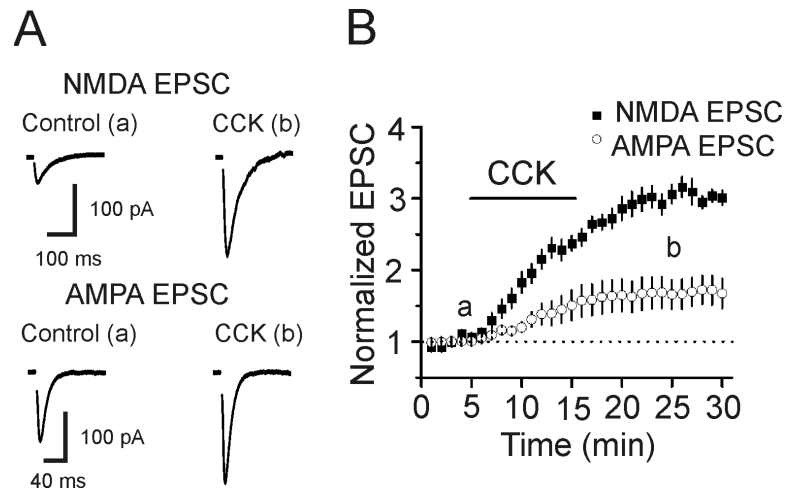 A
NMDA EPSC
Control (a) CCK (b)
100 pA
100 ms
AMPA EPSC
Control (a) CCK (b)
100 pA
40 ms
B
NMDA EPSC
AMPA EPSC
Normalized EPSC
4
3
2
1
CCK
a
b
0 5 10 15 20 25 30
Time (min)